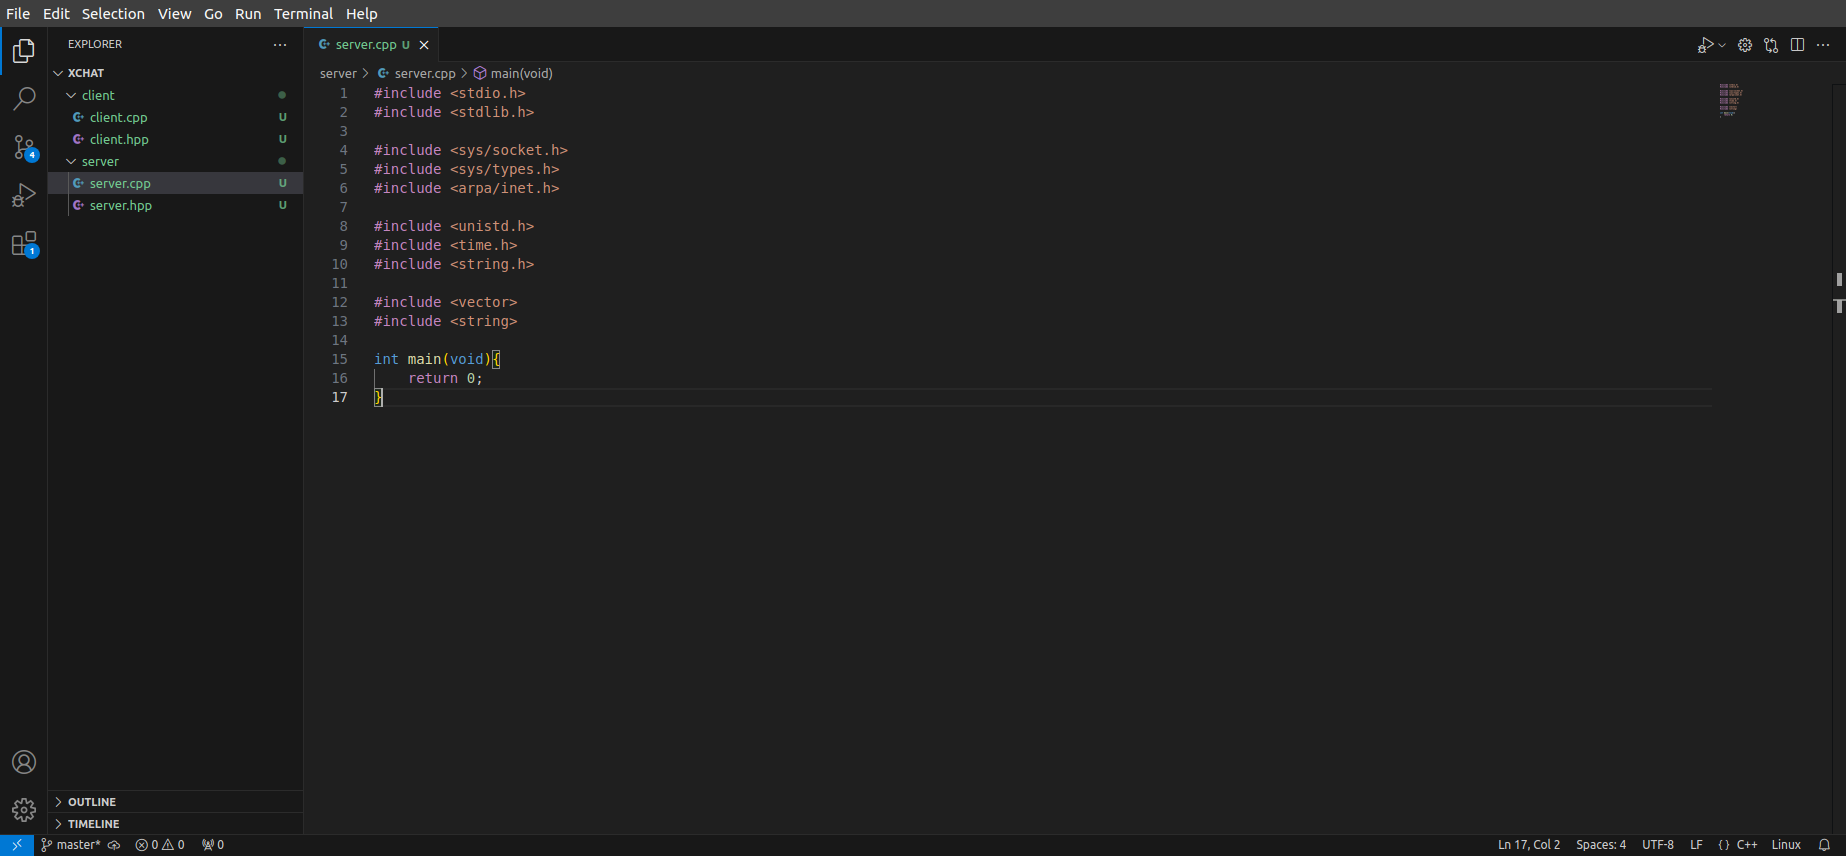 File Edit Selection View Go Run Terminal Help
EXPLORER
XCHAT
client
client.cpp U
client.hpp U
server
server.cpp U
server.hpp U
4
1
OUTLINE
TIMELINE
server.cpp U
server > server.cpp > main(void)
1 #include <stdio.h>
2 #include <stdlib.h>
3
4 #include <sys/socket.h>
5 #include <sys/types.h>
6 #include <arpa/inet.h>
7
8 #include <unistd.h>
9 #include <time.h>
10 #include <string.h>
11
12 #include <vector>
13 #include <string>
14
15 int main(void){
16     return 0;
17 }
master* 0 0 0 Ln 17, Col 2 Spaces: 4 UTF-8 LF {} C++ Linux